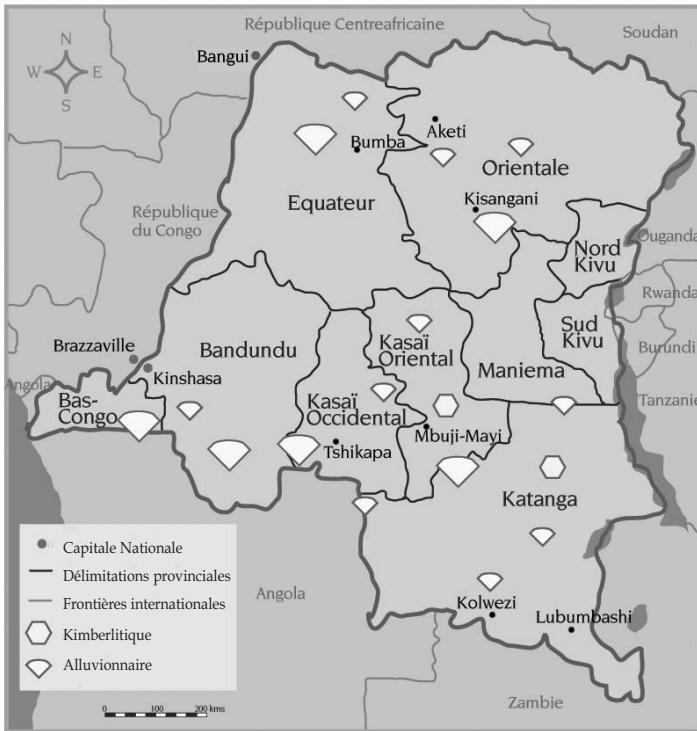 République Centreafricaine
Soudan
N
W E
S
Bangui
Aketi
Bumba
Orientale
Kisangani
Equateur
République
du Congo
Nord
Kivu
Ouganda
Rwanda
Sud
Kivu
Burundi
Kasaï
Oriental
Bandundu
Maniema
Brazzaville
Kinshasa
Angola
Bas-
Congo
Kasaï
Occidental
Tanzanie
Mbuji-Mayi
Tshikapa
Katanga
Capitale Nationale
Délimitations provinciales
Frontières internationales
Kimberlitique
Alluvionnaire
Angola
Kolwezi
Lubumbashi
Zambie
0 100 200 kms